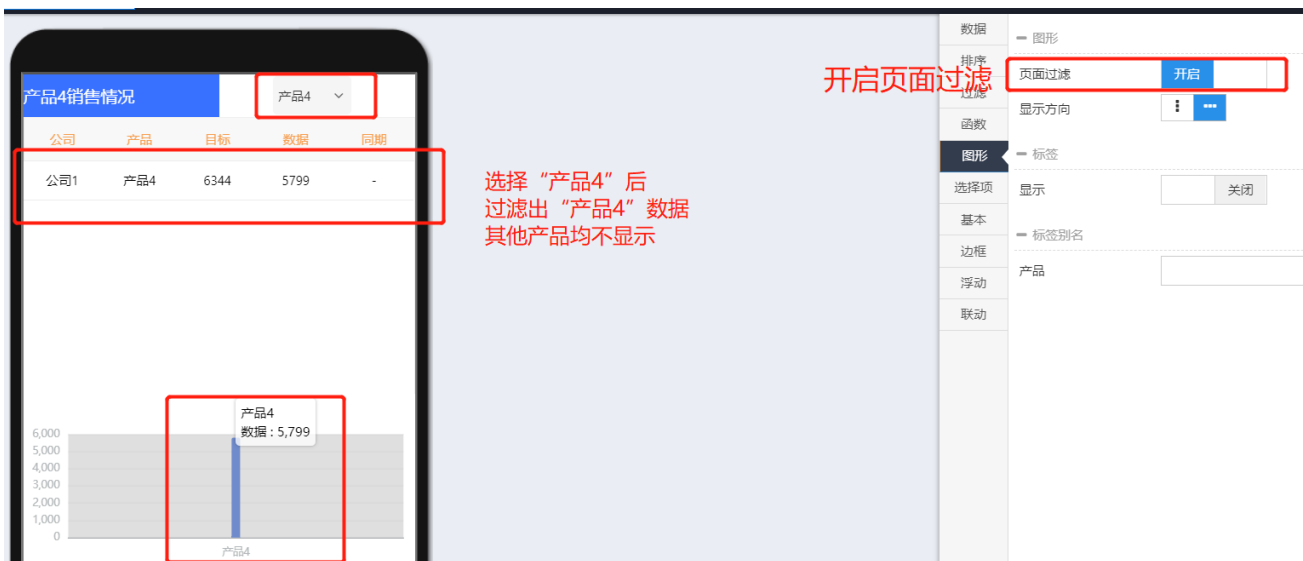 产品4销售情况
产品4
公司 产品 目标 数据 同期
公司1 产品4 6344 5799 -
产品4
数据 : 5,799
6,000
5,000
4,000
3,000
2,000
1,000
0
产品4
选择“产品4”后
过滤出“产品4”数据
其他产品均不显示
开启页面过滤
数据
排序
过滤
函数
图形
选择项
基本
边框
浮动
联动
图形
页面过滤 开启
显示方向
标签
显示 关闭
标签别名
产品